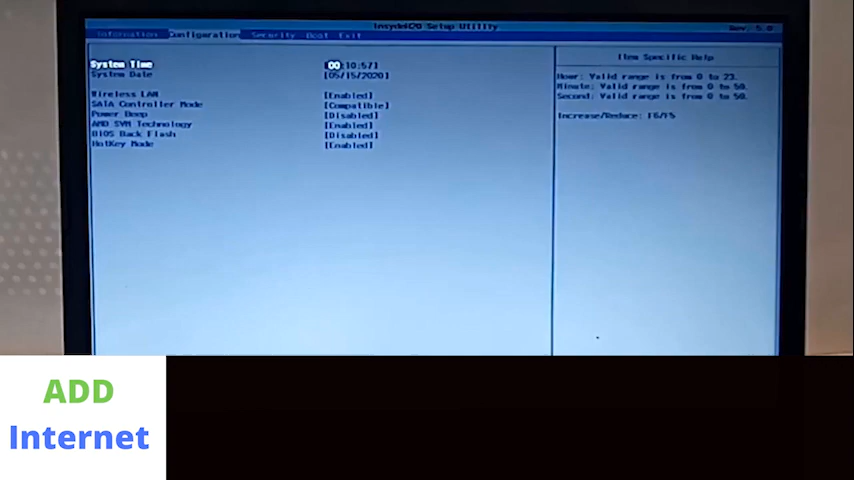 InsydeH20 Setup Utility Rev. 5.0
Information Configuration Security Boot Exit
System Time [00:10:57]
System Date [05/15/2020]
Wireless LAN [Enabled]
SATA Controller Mode [Compatible]
Power Beep [Disabled]
AMD SVM Technology [Enabled]
BIOS Back Flash [Disabled]
HotKey Mode [Enabled]
Item Specific Help
Hour: Valid range is from 0 to 23.
Minute: Valid range is from 0 to 59.
Second: Valid range is from 0 to 59.
Increase/Reduce: F6/F5
ADD
Internet